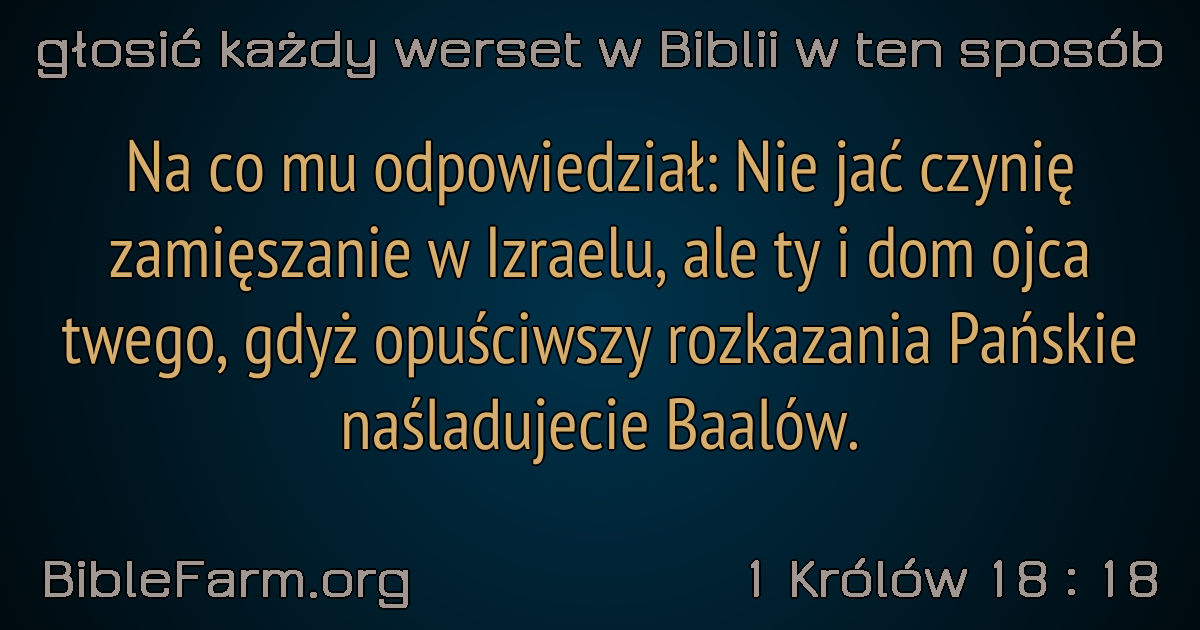 głosić każdy werset w Biblii w ten sposób
Na co mu odpowiedział: Nie jać czynię
zamięszanie w Izraelu, ale ty i dom ojca
twego, gdyż opuściwszy rozkazania Pańskie
naśladujecie Baalów.
BibleFarm.org
1 Królów 18 : 18